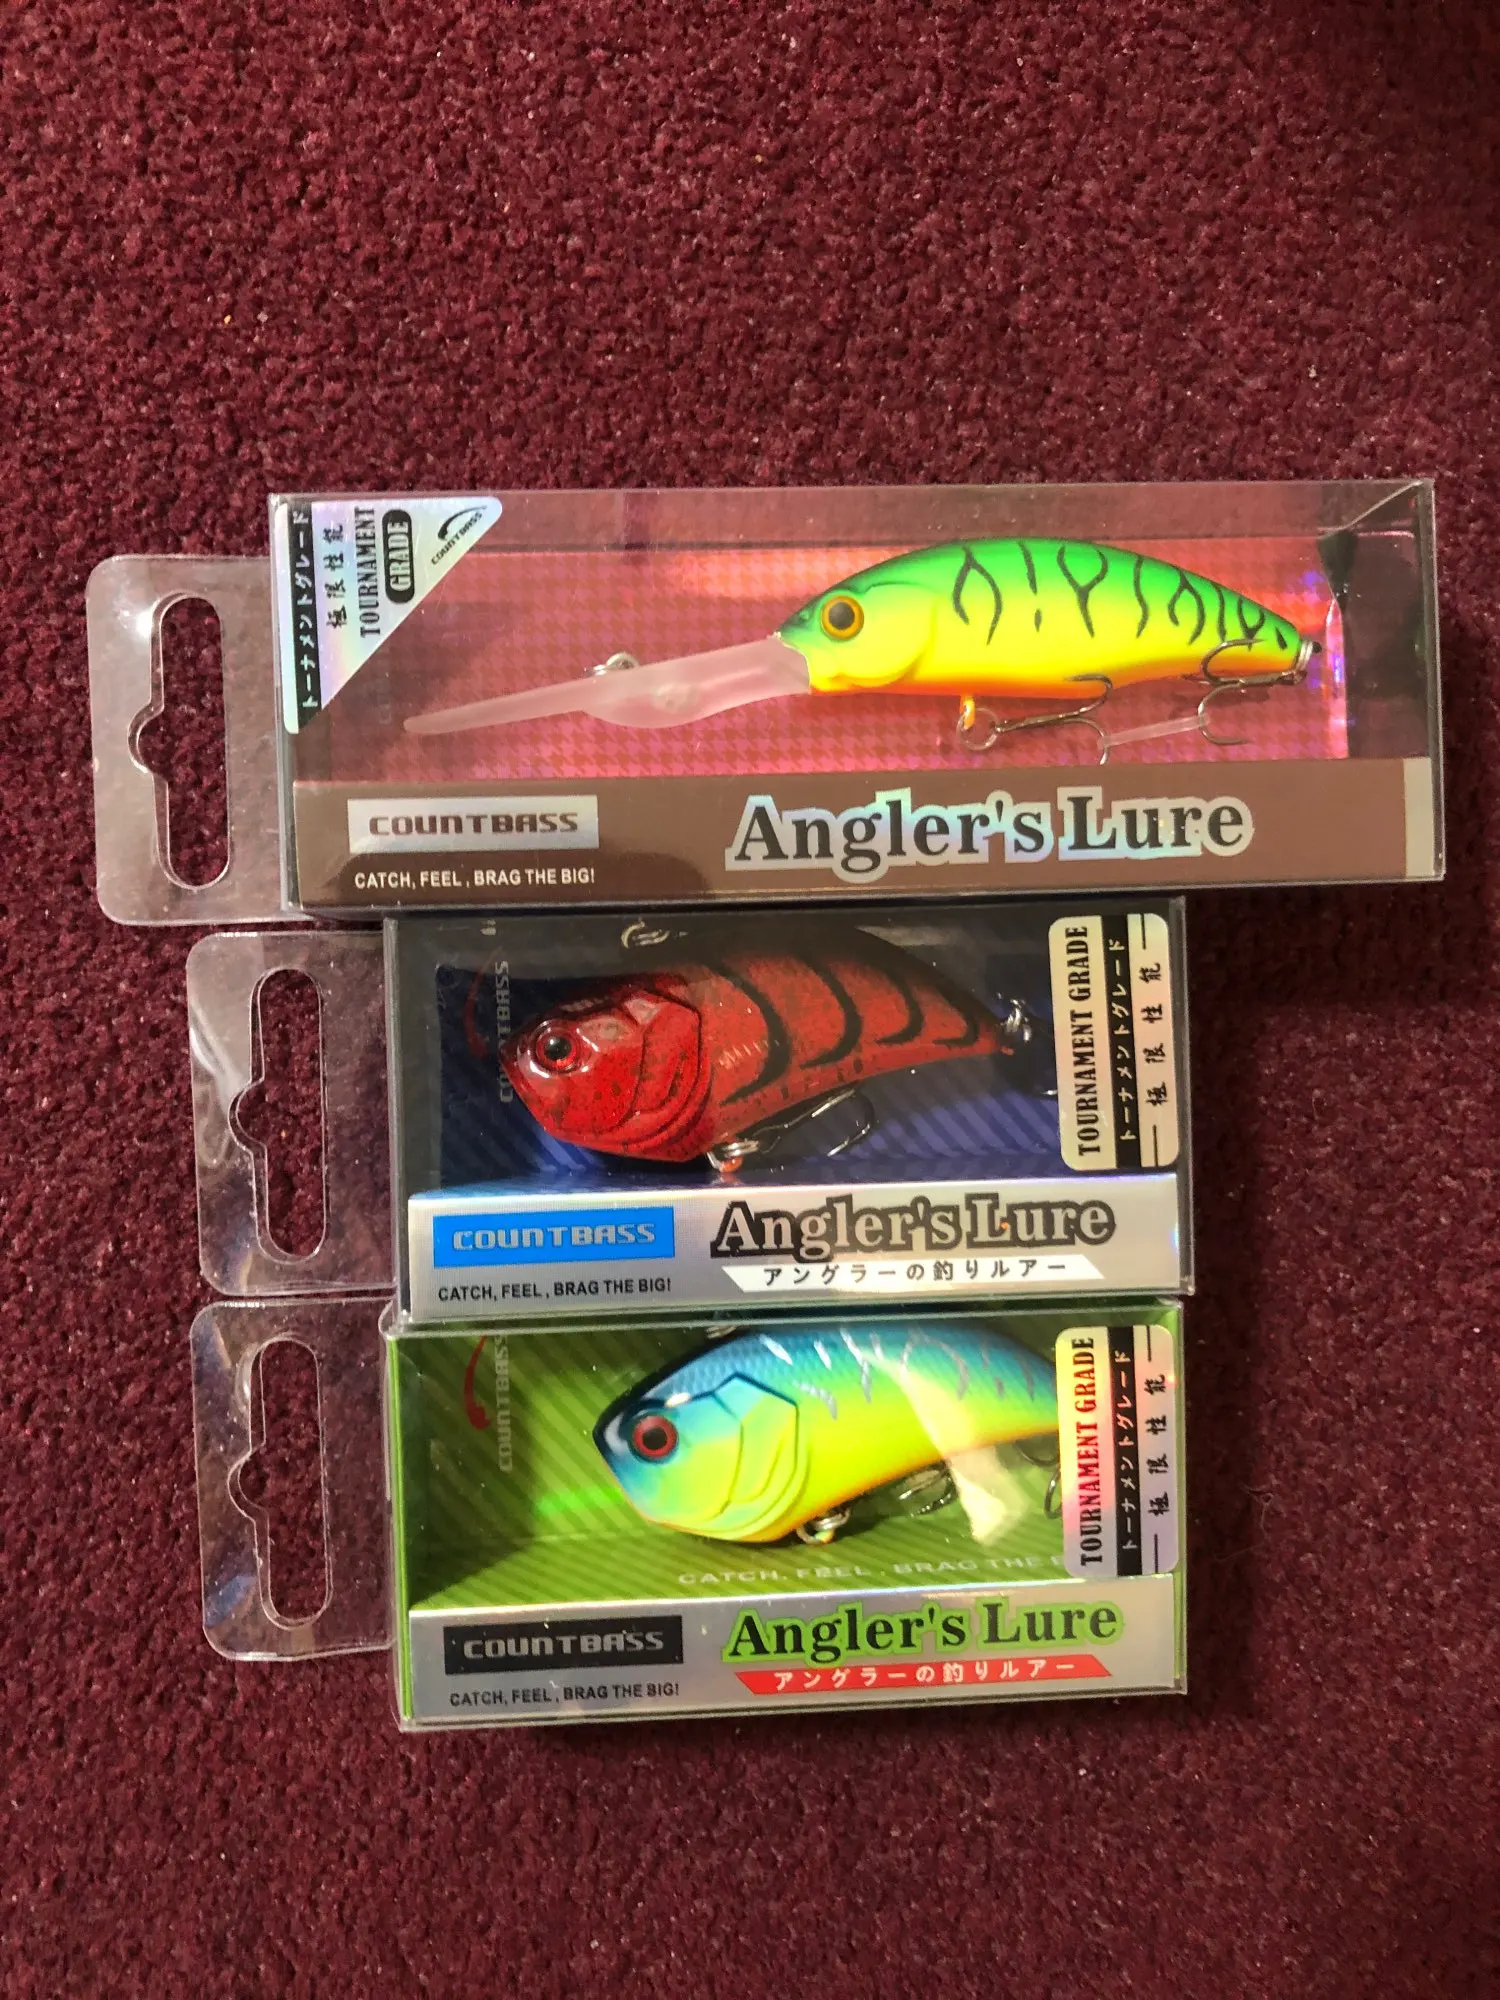 トーナメントグレード
極限性能
TOURNAMENT
GRADE
COUNTBASS
COUNTBASS
CATCH, FEEL, BRAG THE BIG!
Angler's Lure
COUNTBASS
TOURNAMENT GRADE
トーナメントグレード
極限性能
COUNTBASS
CATCH, FEEL, BRAG THE BIG!
Angler's Lure
アングラーの釣りルアー
COUNTBASS
CATCH, FEEL, BRAG THE
TOURNAMENT GRADE
トーナメントグレード
極限性能
COUNTBASS
CATCH, FEEL, BRAG THE BIG!
Angler's Lure
アングラーの釣りルアー